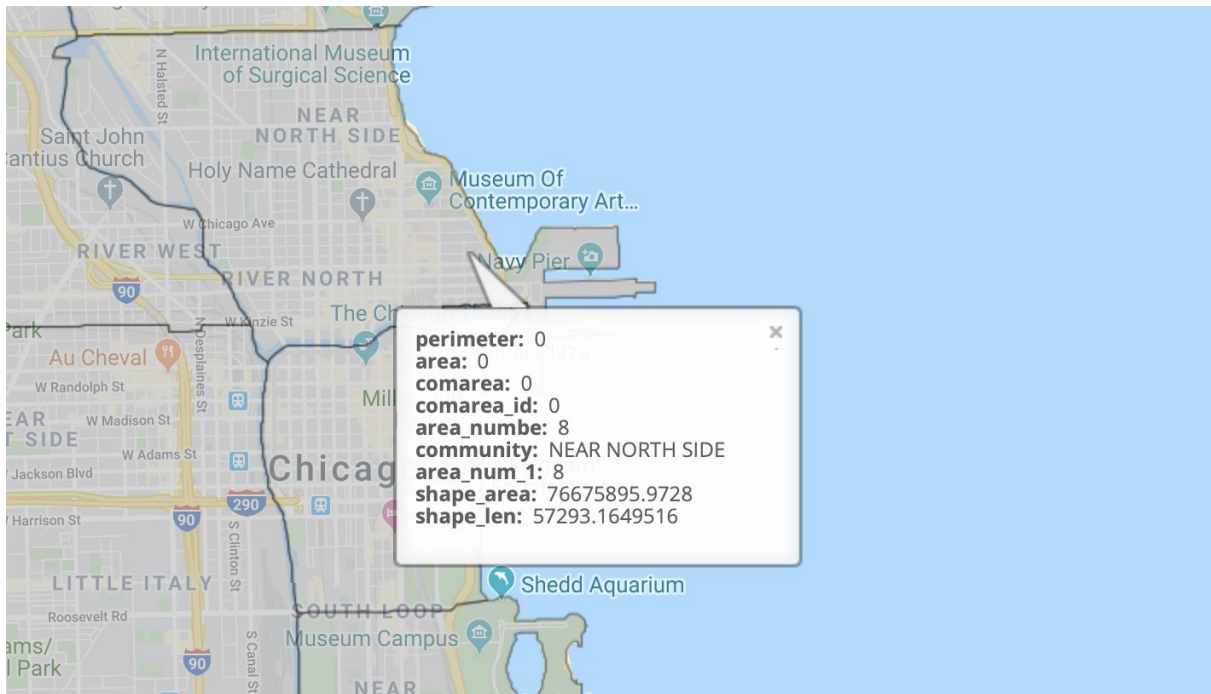 International Museum
of Surgical Science
N Halsted St
NEAR
NORTH SIDE
Saint John
Cantius Church
Holy Name Cathedral
Museum Of
Contemporary Art...
W Chicago Ave
RIVER WEST
Navy Pier
RIVER NORTH
90
The Ch
W Kinzie St
Park
N Desplaines St
Au Cheval
laza
W Randolph St
Mill
EAR
T SIDE
W Madison St
W Adams St
Jackson Blvd
Chicag
290
90
Harrison St
S Clinton St
perimeter: 0
area: 0
comarea: 0
comarea_id: 0
area_numbe: 8
community: NEAR NORTH SIDE
area_num_1: 8
shape_area: 76675895.9728
shape_len: 57293.1649516
×
LITTLE ITALY
Shedd Aquarium
Roosevelt Rd
SOUTH LOOP
Museum Campus
S Canal St
ams/
l Park
90
NEAR